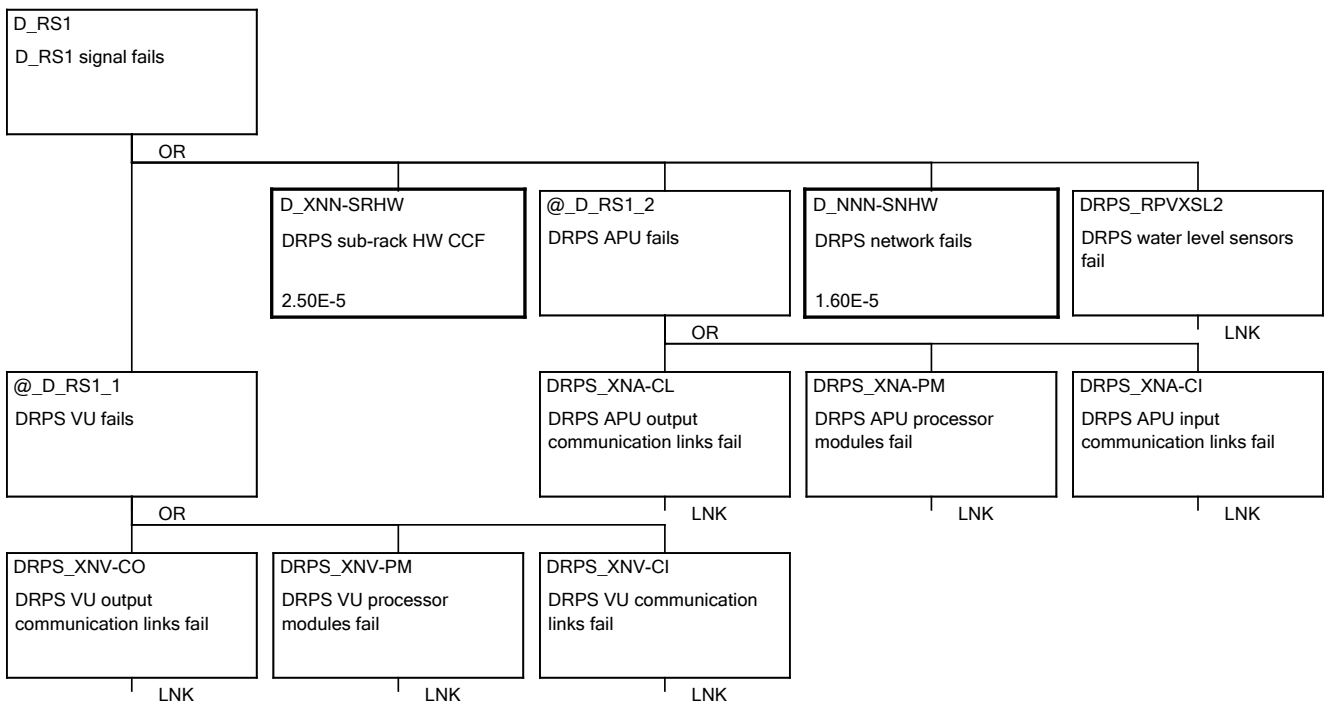 D_RS1
D_RS1 signal fails
OR
D_XNN-SRHW
DRPS sub-rack HW CCF
2.50E-5
@_D_RS1_2
DRPS APU fails
D_NNN-SNHW
DRPS network fails
1.60E-5
DRPS_RPVXSL2
DRPS water level sensors
fail
OR
LNK
@_D_RS1_1
DRPS VU fails
DRPS_XNA-CL
DRPS APU output
communication links fail
DRPS_XNA-PM
DRPS APU processor
modules fail
DRPS_XNA-CI
DRPS APU input
communication links fail
OR
LNK
LNK
LNK
DRPS_XNV-CO
DRPS VU output
communication links fail
DRPS_XNV-PM
DRPS VU processor
modules fail
DRPS_XNV-CI
DRPS VU communication
links fail
LNK
LNK
LNK